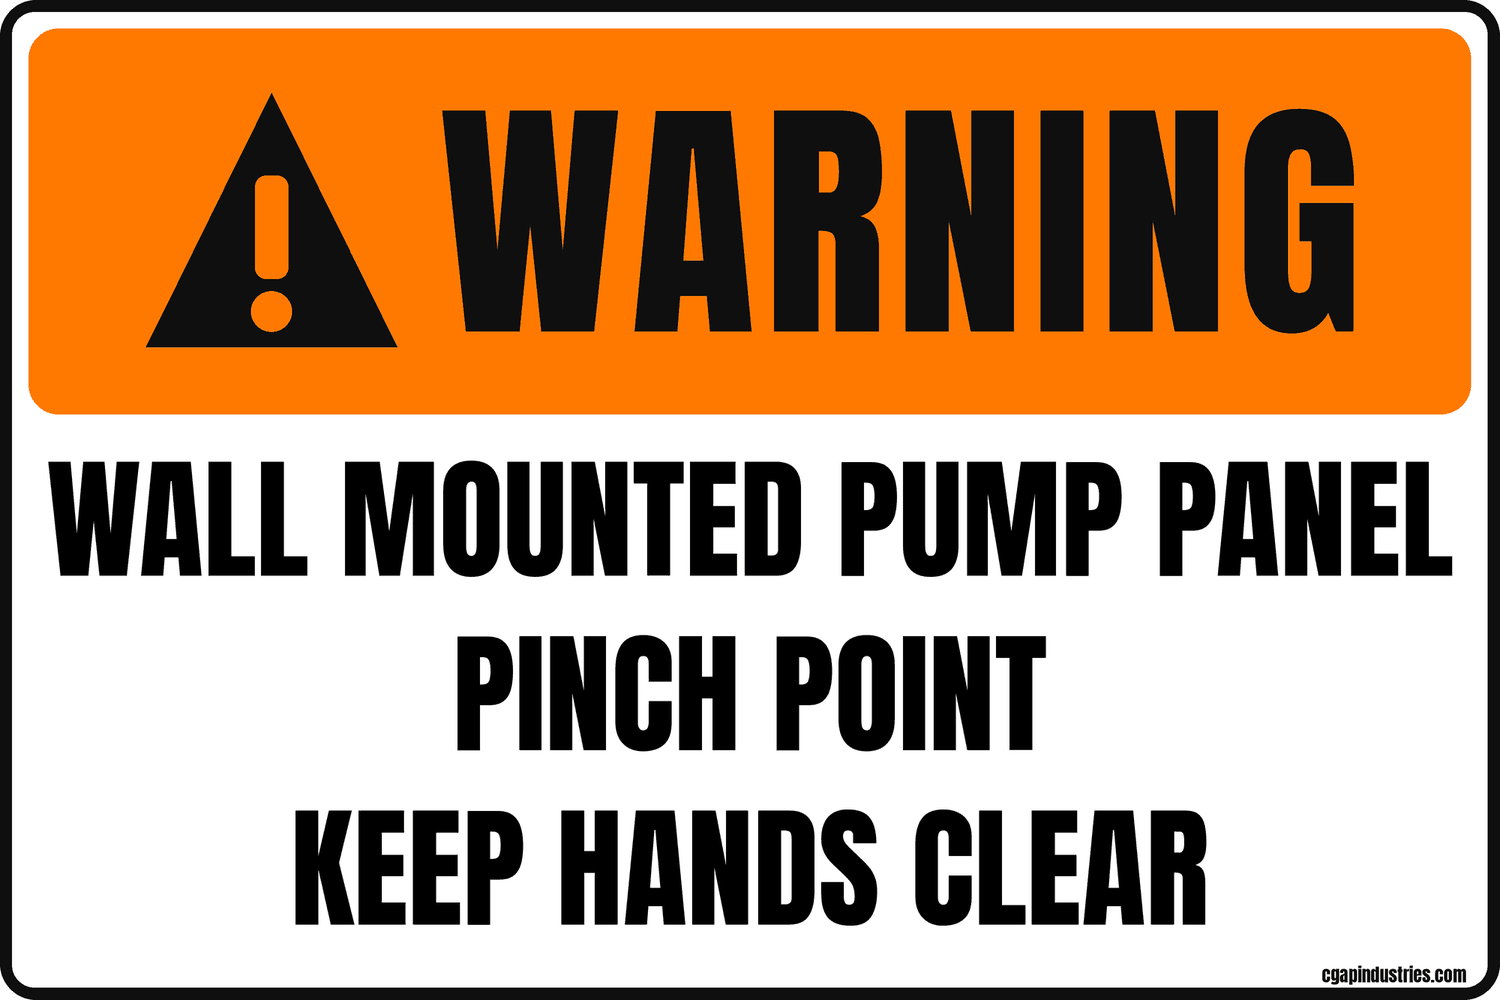 WARNING
WALL MOUNTED PUMP PANEL
PINCH POINT
KEEP HANDS CLEAR
cgapindustries.com